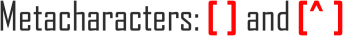 Metacharacters: [ ] and [^ ]